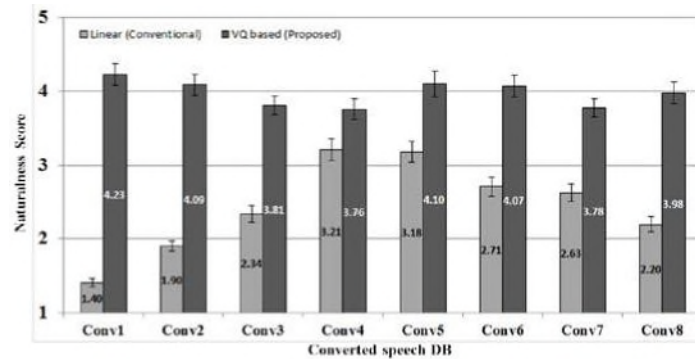 5
Linear (Conventional) VQ based (Proposed)
4
3
2
1
Naturalness Score
1.40 4.23 1.90 4.09 2.34 3.81 3.21 3.76 3.18 4.10 2.71 4.07 2.63 3.78 2.20 3.98
Conv1 Conv2 Conv3 Conv4 Conv5 Conv6 Conv7 Conv8
Converted speech DB